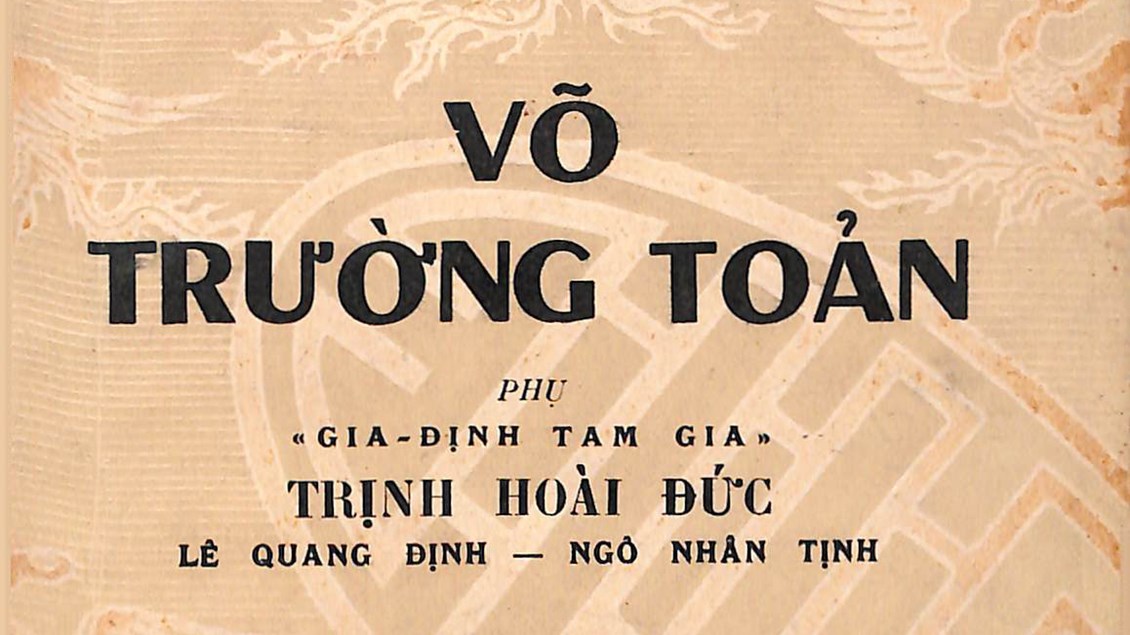 VÕ
TRƯỜNG TOẢN
PHỤ
«GIA-ĐỊNH TAM GIA»
TRỊNH HOÀI ĐỨC
LÊ QUANG ĐỊNH — NGÔ NHÂN TỊNH